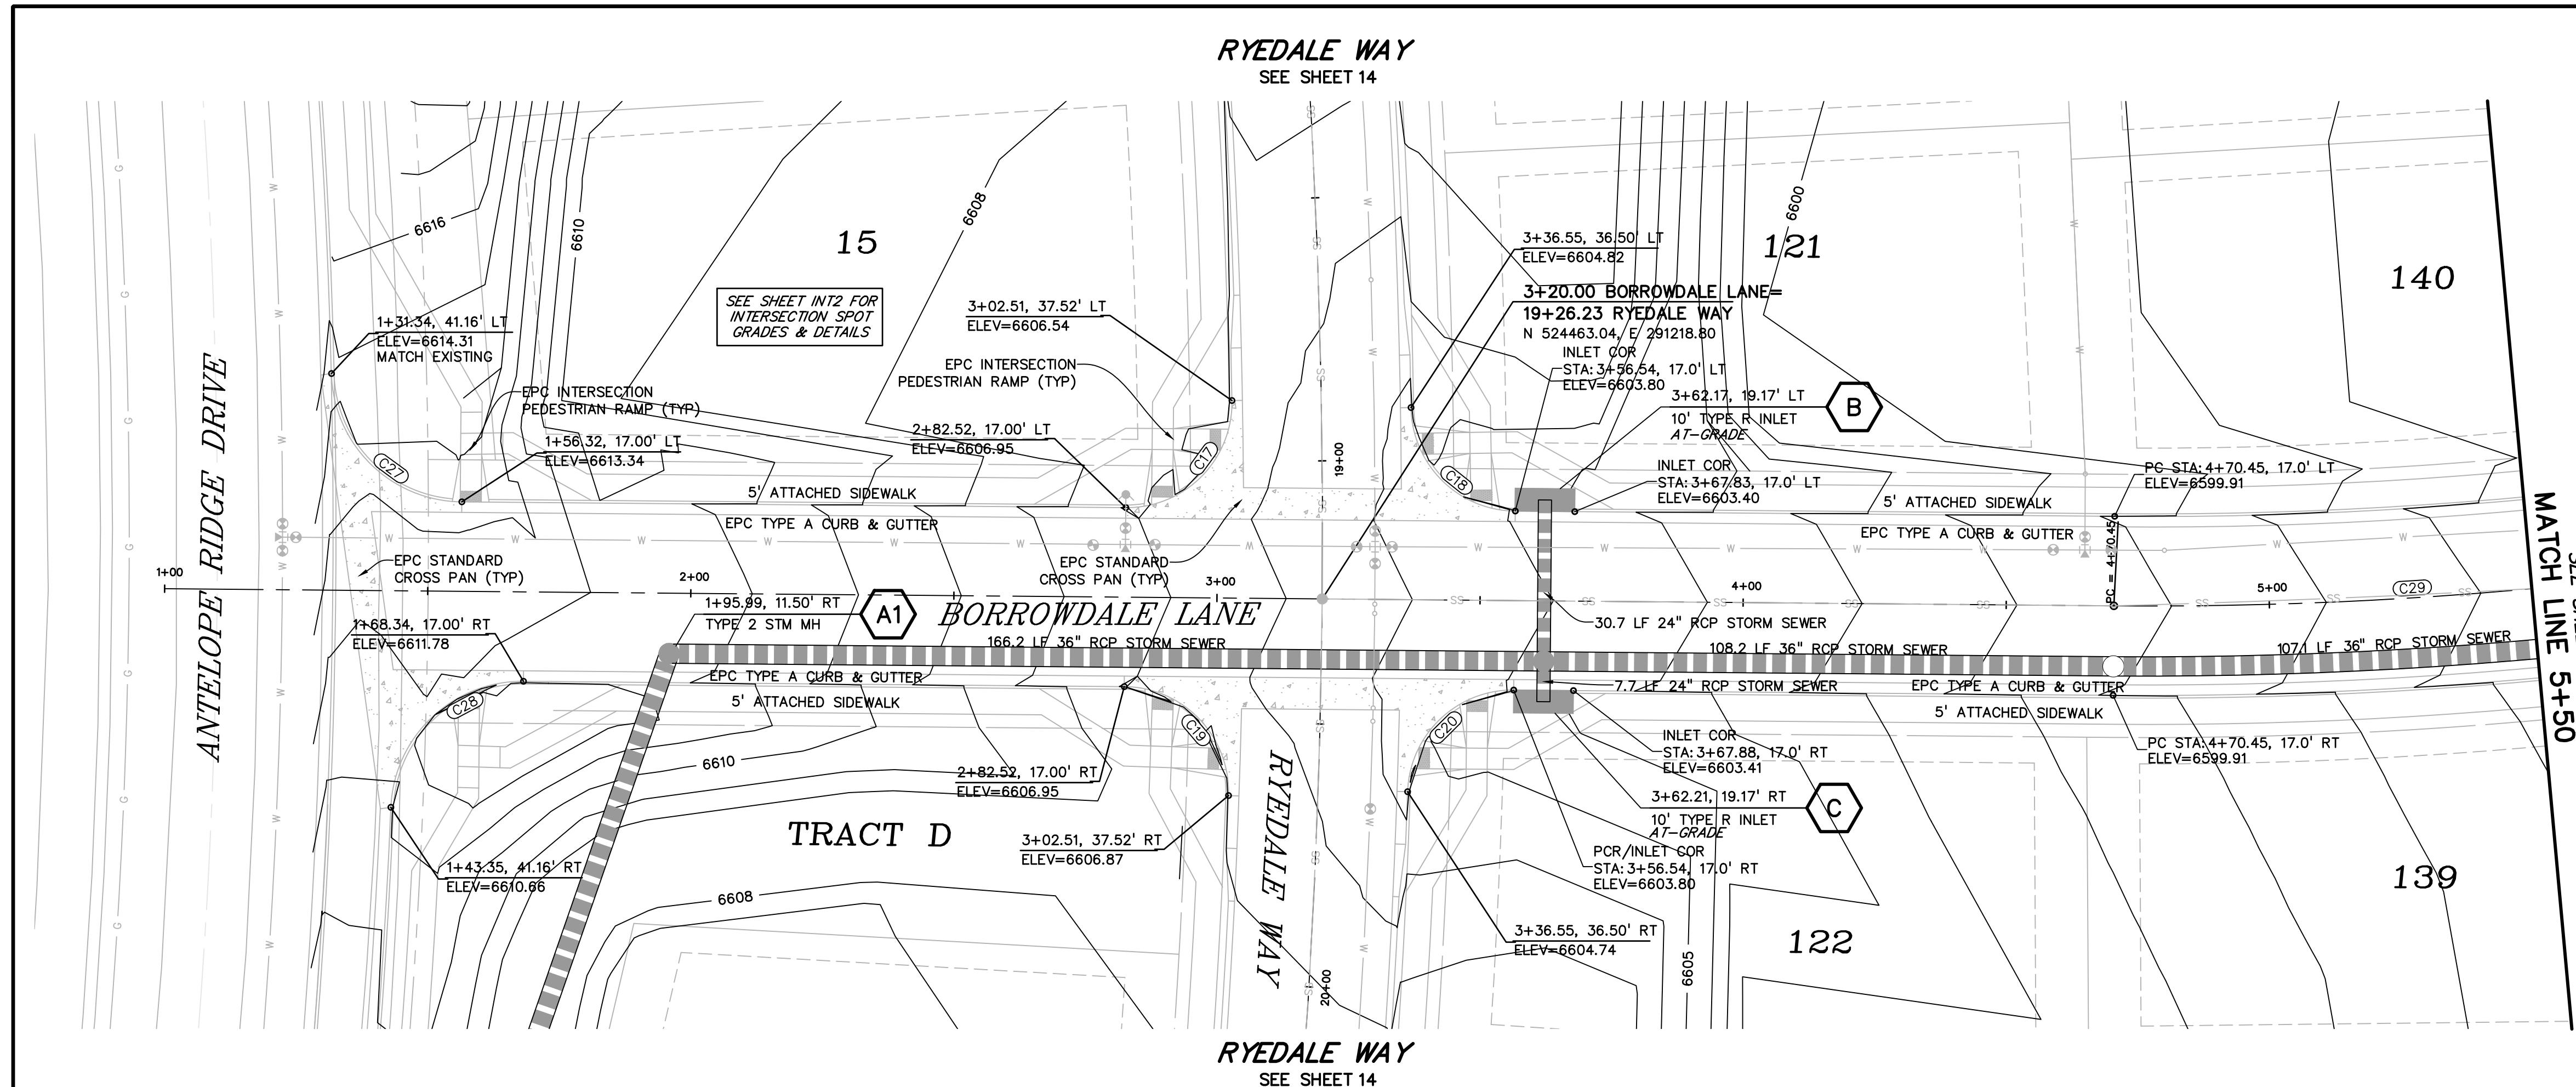 RYEDALE WAY
SEE SHEET 14
6616
6610
15
6608
SEE SHEET INT2 FOR
INTERSECTION SPOT
GRADES & DETAILS
1+31.34, 41.16' LT
ELEV=6614.31
MATCH EXISTING
3+02.51, 37.52' LT
ELEV=6606.54
EPC INTERSECTION
PEDESTRIAN RAMP (TYP)
EPC INTERSECTION
PEDESTRIAN RAMP (TYP)
2+82.52, 17.00' LT
ELEV=6606.95
1+56.32, 17.00' LT
ELEV=6613.34
C27
C17
C18
3+36.55, 36.50' LT
ELEV=6604.82
3+20.00 BORROWDALE LANE=
19+26.23 RYEDALE WAY
N 524463.04, E 291218.80
INLET COR
STA: 3+56.54, 17.0' LT
ELEV=6603.80
3+62.17, 19.17' LT
10' TYPE R INLET
AT-GRADE
B
INLET COR
STA: 3+67.83, 17.0' LT
ELEV=6603.40
6600
121
140
PC STA: 4+70.45, 17.0' LT
ELEV=6599.91
5' ATTACHED SIDEWALK
EPC TYPE A CURB & GUTTER
5' ATTACHED SIDEWALK
EPC TYPE A CURB & GUTTER
19+00
ANTELOPE RIDGE DRIVE
EPC STANDARD
CROSS PAN (TYP)
EPC STANDARD
CROSS PAN (TYP)
1+00
2+00
3+00
4+00
5+00
PC = 4+70.45
C29
1+95.99, 11.50' RT
TYPE 2 STM MH
A1
BORROWDALE LANE
166.2 LF 36" RCP STORM SEWER
30.7 LF 24" RCP STORM SEWER
108.2 LF 36" RCP STORM SEWER
107.1 LF 36" RCP STORM SEWER
1+68.34, 17.00' RT
ELEV=6611.78
EPC TYPE A CURB & GUTTER
5' ATTACHED SIDEWALK
7.7 LF 24" RCP STORM SEWER
EPC TYPE A CURB & GUTTER
5' ATTACHED SIDEWALK
C28
C19
C20
MATCH LINE 5+50
6610
2+82.52, 17.00' RT
ELEV=6606.95
INLET COR
STA: 3+67.88, 17.0' RT
ELEV=6603.41
PC STA: 4+70.45, 17.0' RT
ELEV=6599.91
3+62.21, 19.17' RT
10' TYPE R INLET
AT-GRADE
C
TRACT D
3+02.51, 37.52' RT
ELEV=6606.87
RYEDALE WAY
PCR/INLET COR
STA: 3+56.54, 17.0' RT
ELEV=6603.80
1+43.35, 41.16' RT
ELEV=6610.66
6608
139
3+36.55, 36.50' RT
ELEV=6604.74
122
6605
20+00
RYEDALE WAY
SEE SHEET 14